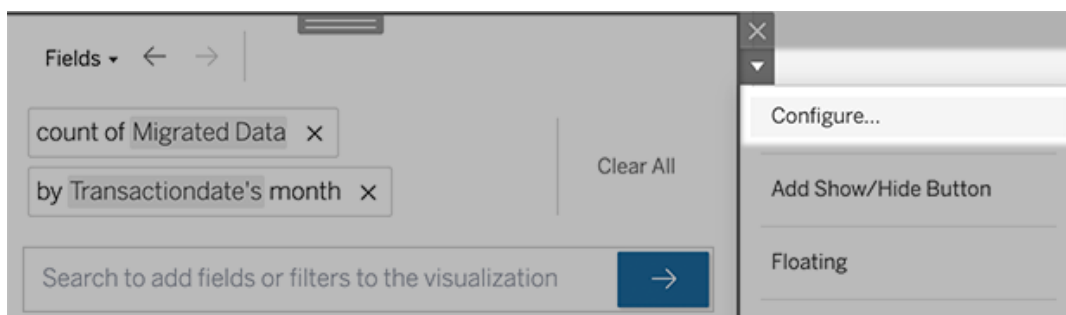 Fields
count of Migrated Data
by Transactiondate's month
Clear All
Search to add fields or filters to the visualization
Configure...
Add Show/Hide Button
Floating